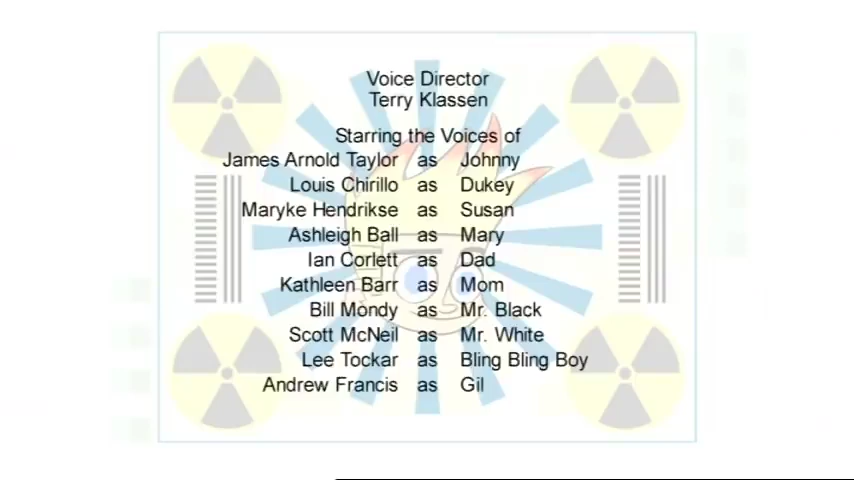 Voice Director
Terry Klassen
Starring the Voices of
James Arnold Taylor as Johnny
Louis Chirillo as Dukey
Maryke Hendrikse as Susan
Ashleigh Ball as Mary
Ian Corlett as Dad
Kathleen Barr as Mom
Bill Mondy as Mr. Black
Scott McNeil as Mr. White
Lee Tockar as Bling Bling Boy
Andrew Francis as Gil